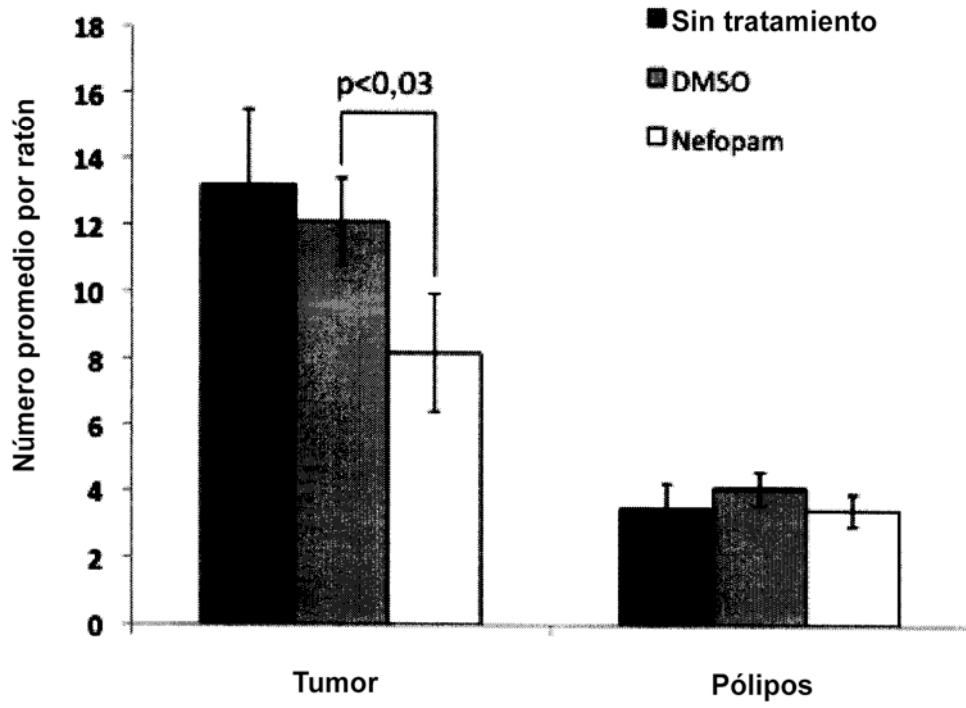 Sin tratamiento
DMSO
Nefopam
p<0,03
Número promedio por ratón
18
16
14
12
10
8
6
4
2
0
Tumor
Pólipos